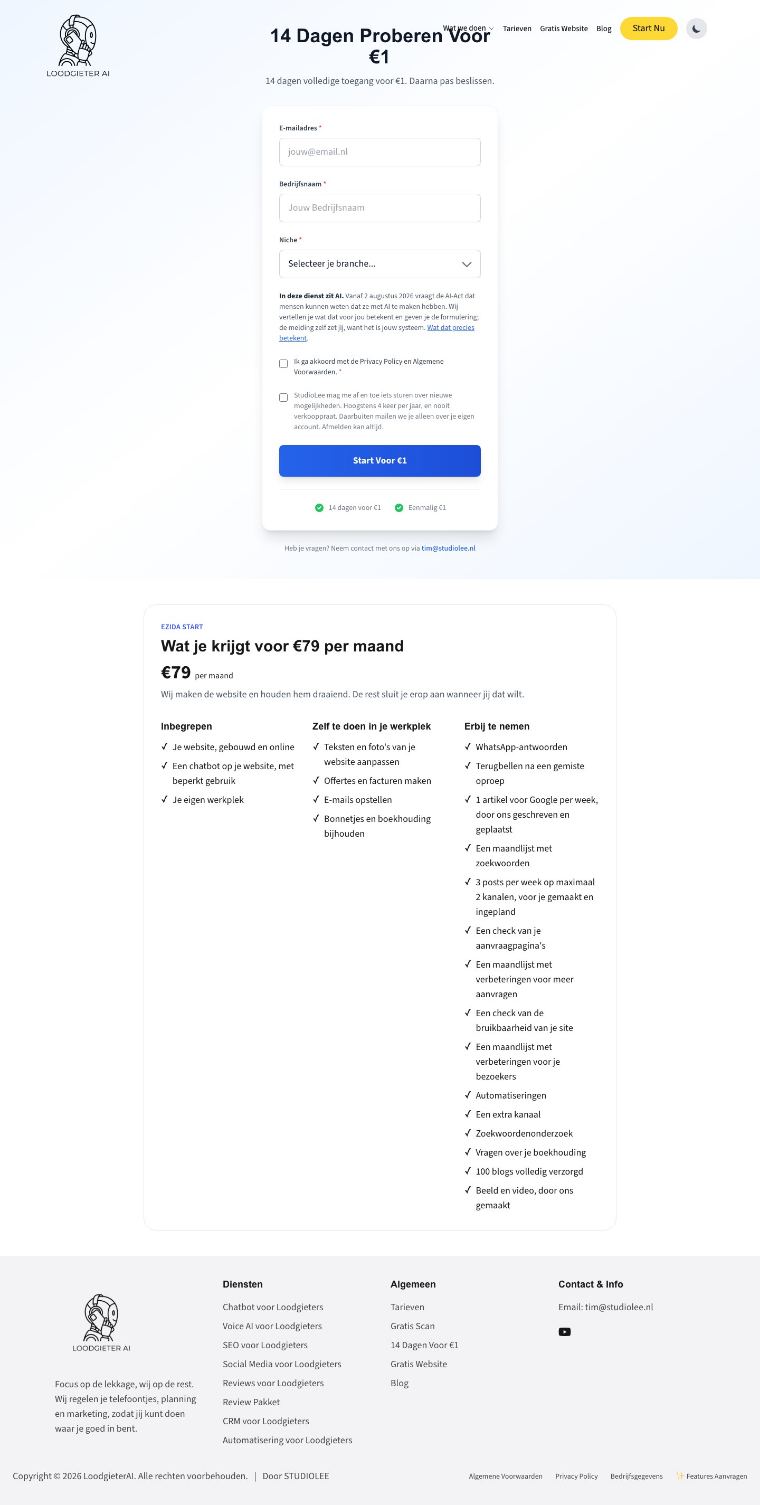 LOODGIETER AI
Wat we doen
Tarieven
Gratis Website
Blog
Start Nu
14 Dagen Proberen Voor
€1
14 dagen volledige toegang voor €1. Daarna pas beslissen.
E-mailadres *
jouw@email.nl
Bedrijfsnaam *
Jouw Bedrijfsnaam
Niche *
Selecteer je branche...
In deze dienst zit AI. Vanaf 2 augustus 2026 vraagt de AI-Act dat
mensen kunnen weten dat ze met AI te maken hebben. Wij
vertellen je wat dat voor jou betekent en geven je de formulering;
de melding zelf zet jij, want het is jouw systeem. Wat dat precies
betekent.
Ik ga akkoord met de Privacy Policy en Algemene
Voorwaarden. *
StudioLee mag me af en toe iets sturen over nieuwe
mogelijkheden. Hoogstens 4 keer per jaar, en nooit
verkooppraat. Daarbuiten mailen we je alleen over je eigen
account. Afmelden kan altijd.
Start Voor €1
14 dagen voor €1
Eenmalig €1
Heb je vragen? Neem contact met ons op via tim@studiolee.nl
EZIDA START
Wat je krijgt voor €79 per maand
€79 per maand
Wij maken de website en houden hem draaiend. De rest sluit je erop aan wanneer jij dat wilt.
Inbegrepen
✓ Je website, gebouwd en online
✓ Een chatbot op je website, met
beperkt gebruik
✓ Je eigen werkplek
Zelf te doen in je werkplek
✓ Teksten en foto's van je
website aanpassen
✓ Offertes en facturen maken
✓ E-mails opstellen
✓ Bonnetjes en boekhouding
bijhouden
Erbij te nemen
✓ WhatsApp-antwoorden
✓ Terugbellen na een gemiste
oproep
✓ 1 artikel voor Google per week,
door ons geschreven en
geplaatst
✓ Een maandlijst met
zoekwoorden
✓ 3 posts per week op maximaal
2 kanalen, voor je gemaakt en
ingepland
✓ Een check van je
aanvraagpagina's
✓ Een maandlijst met
verbeteringen voor meer
aanvragen
✓ Een check van de
bruikbaarheid van je site
✓ Een maandlijst met
verbeteringen voor je
bezoekers
✓ Automatiseringen
✓ Een extra kanaal
✓ Zoekwoordenonderzoek
✓ Vragen over je boekhouding
✓ 100 blogs volledig verzorgd
✓ Beeld en video, door ons
gemaakt
LOODGIETER AI
Focus op de lekkage, wij op de rest.
Wij regelen je telefoontjes, planning
en marketing, zodat jij kunt doen
waar je goed in bent.
Diensten
Chatbot voor Loodgieters
Voice AI voor Loodgieters
SEO voor Loodgieters
Social Media voor Loodgieters
Reviews voor Loodgieters
Review Pakket
CRM voor Loodgieters
Automatisering voor Loodgieters
Algemeen
Tarieven
Gratis Scan
14 Dagen Voor €1
Gratis Website
Blog
Contact & Info
Email: tim@studiolee.nl
Copyright © 2026 LoodgieterAI. Alle rechten voorbehouden. | Door STUDIOLEE
Algemene Voorwaarden
Privacy Policy
Bedrijfsgegevens
✨ Features Aanvragen